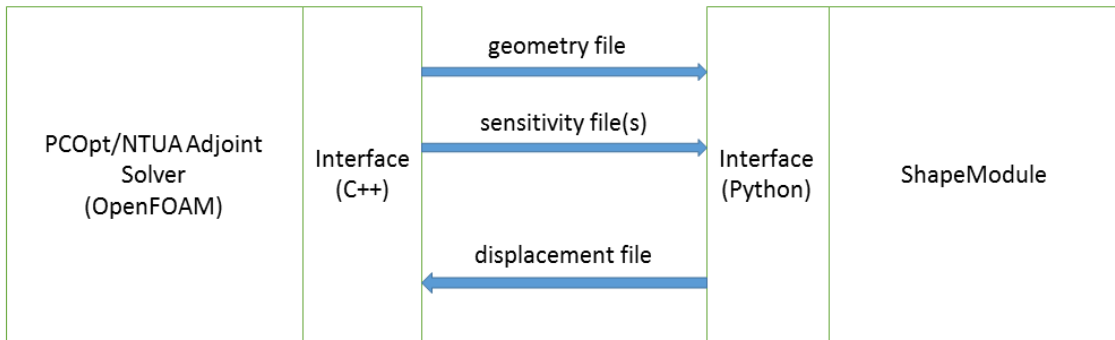 geometry file
sensitivity file(s)
PCOpt/NTUA Adjoint
Solver
(OpenFOAM)
Interface
(C++)
Interface
(Python)
ShapeModule
displacement file